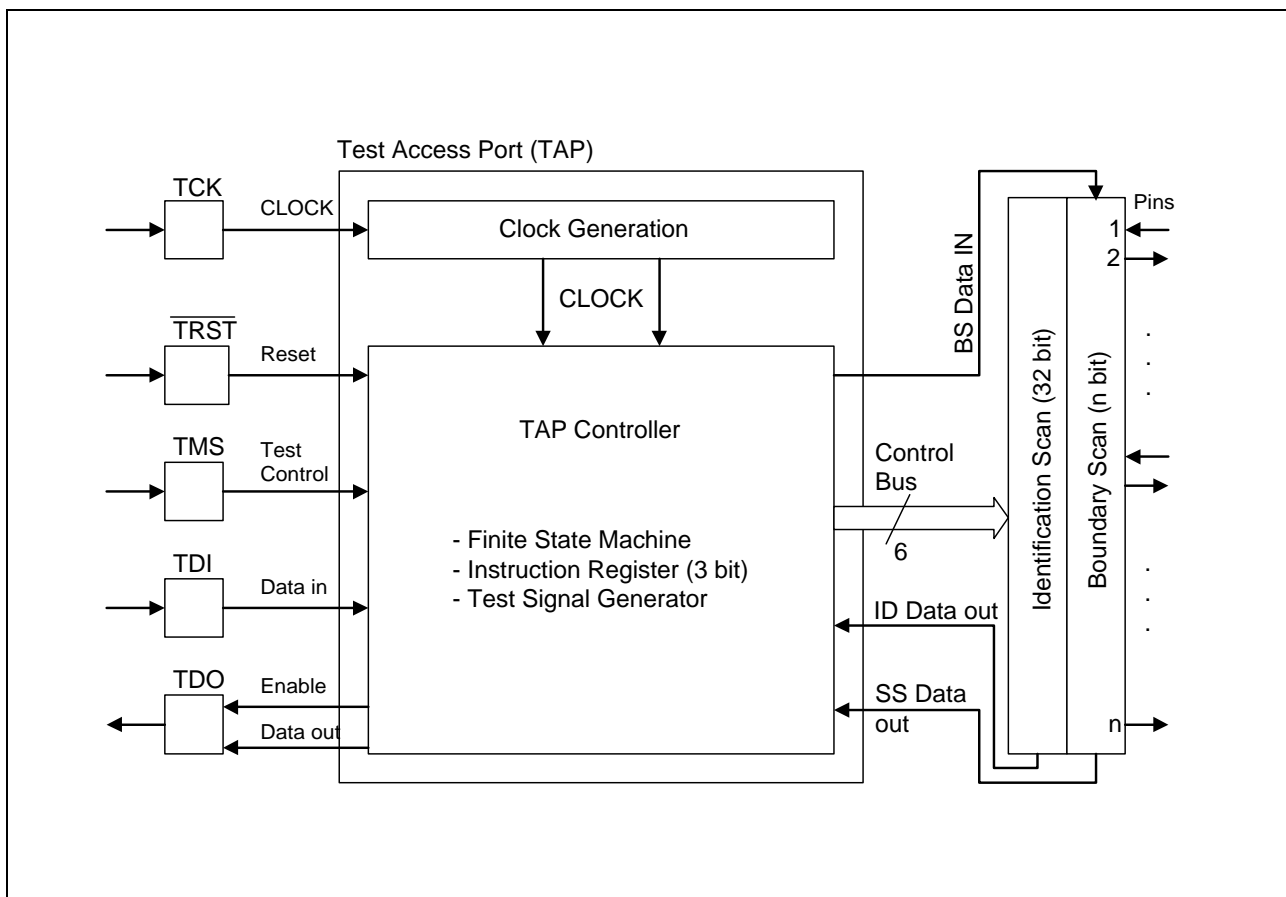 Test Access Port (TAP)
TCK
CLOCK
Clock Generation
CLOCK
TRST
Reset
TMS
Test
Control
TDI
Data in
TDO
Enable
Data out
TAP Controller
- Finite State Machine
- Instruction Register (3 bit)
- Test Signal Generator
BS Data IN
Control
Bus
6
ID Data out
SS Data
out
Identification Scan (32 bit)
Boundary Scan (n bit)
Pins
1
2
.
.
.
.
.
.
n